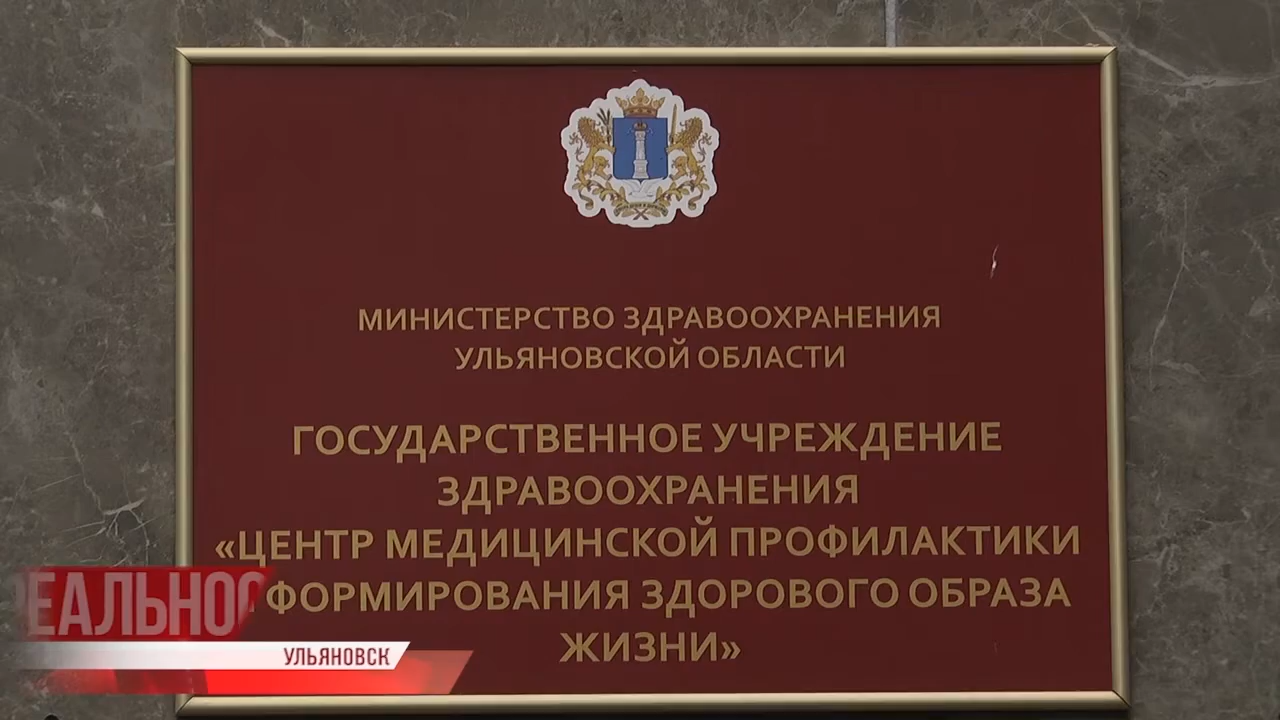 МИНИСТЕРСТВО ЗДРАВООХРАНЕНИЯ
УЛЬЯНОВСКОЙ ОБЛАСТИ
ГОСУДАРСТВЕННОЕ УЧРЕЖДЕНИЕ
ЗДРАВООХРАНЕНИЯ
«ЦЕНТР МЕДИЦИНСКОЙ ПРОФИЛАКТИКИ
ФОРМИРОВАНИЯ ЗДОРОВОГО ОБРАЗА
ЖИЗНИ»
УЛЬЯНОВСК